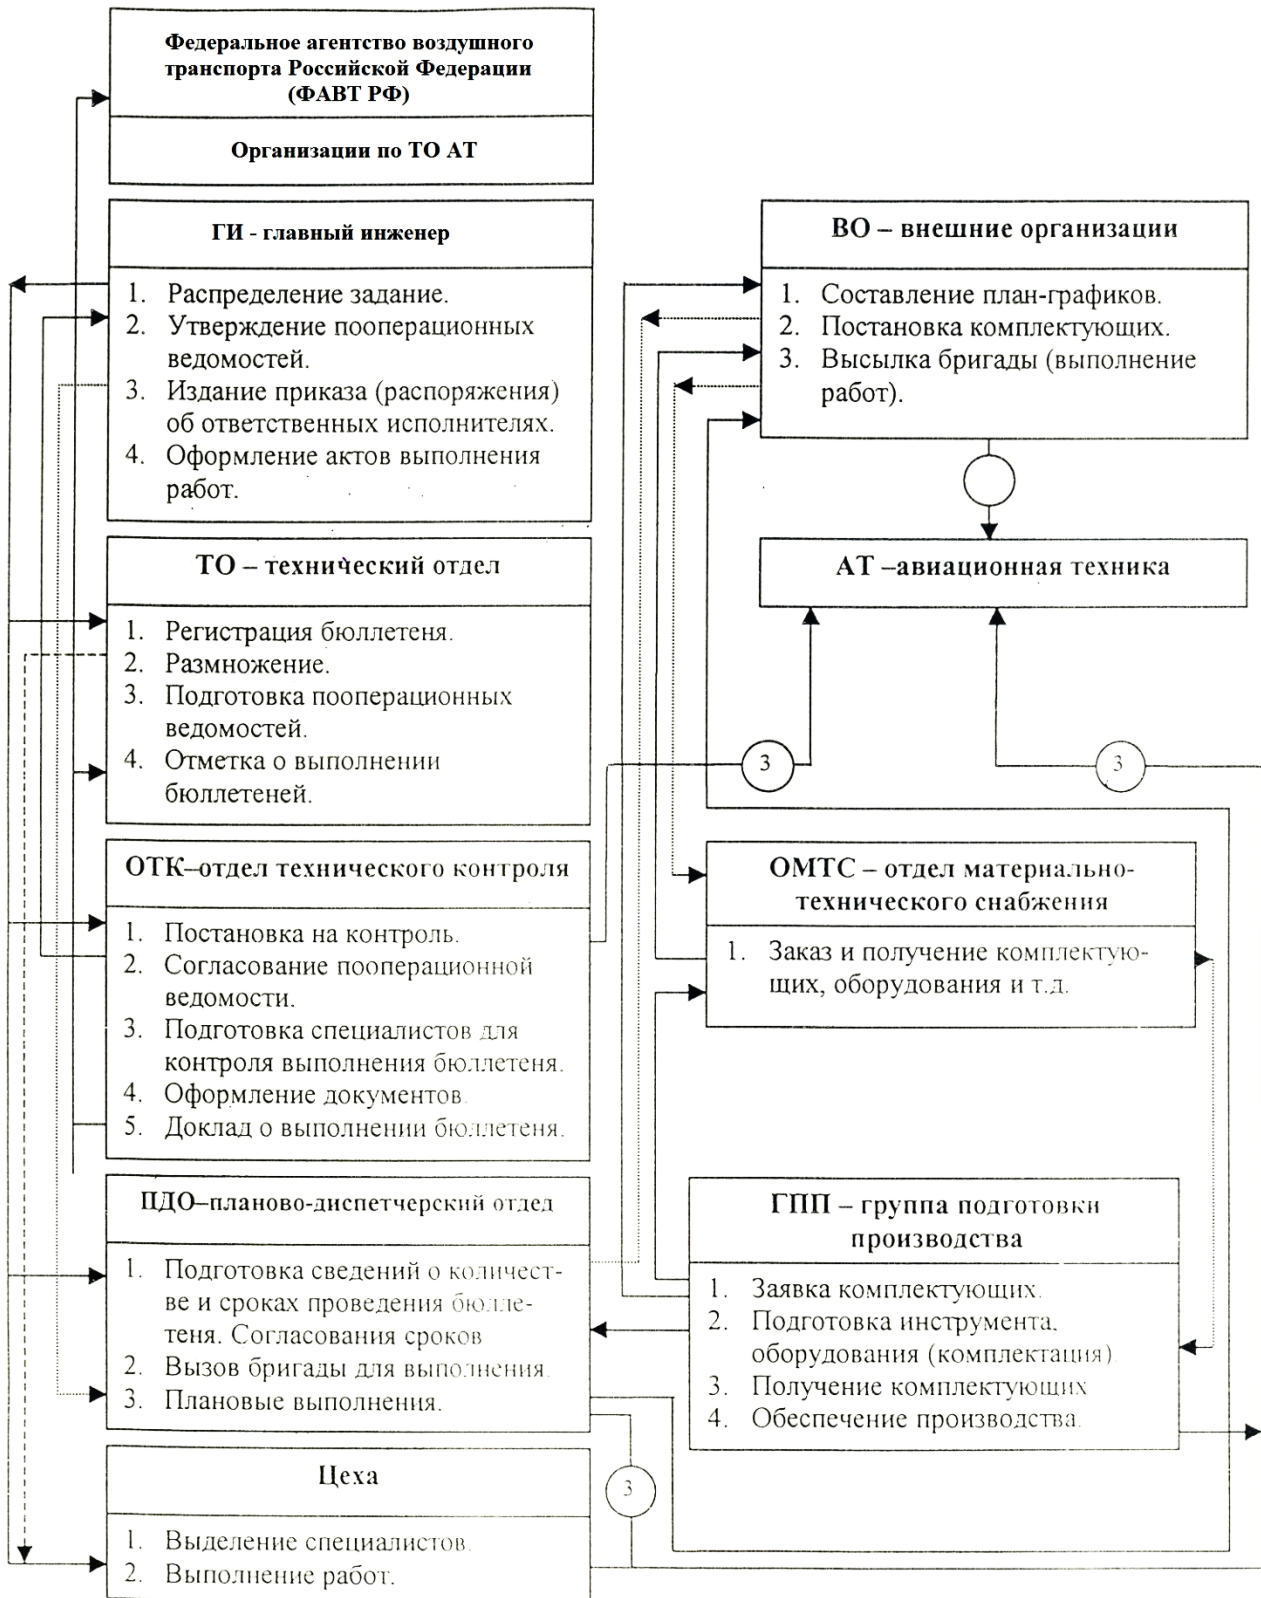 Федеральное агентство воздушного
транспорта Российской Федерации
(ФАВТ РФ)
Организации по ТО АТ
ГИ - главный инженер
1. Распределение задание.
2. Утверждение пооперационных
ведомостей.
3. Издание приказа (распоряжения)
об ответственных исполнителях.
4. Оформление актов выполнения
работ.
ТО – технический отдел
1. Регистрация бюллетеня.
2. Размножение.
3. Подготовка пооперационных
ведомостей.
4. Отметка о выполнении
бюллетеней.
ОТК–отдел технического контроля
1. Постановка на контроль.
2. Согласование пооперационной
ведомости.
3. Подготовка специалистов для
контроля выполнения бюллетеня.
4. Оформление документов.
5. Доклад о выполнении бюллетеня.
ПДО–планово-диспетчерский отдед
1. Подготовка сведений о количест-
ве и сроках проведения бюлле-
теня. Согласования сроков
2. Вызов бригады для выполнения.
3. Плановые выполнения.
Цеха
1. Выделение специалистов.
2. Выполнение работ.
ВО – внешние организации
1. Составление план-графиков.
2. Постановка комплектующих.
3. Высылка бригады (выполнение
работ).
АТ –авиационная техника
3
3
ОМТС – отдел материально-
технического снабжения
1. Заказ и получение комплектую-
щих, оборудования и т.д.
ГПП – группа подготовки
производства
1. Заявка комплектующих.
2. Подготовка инструмента,
оборудования (комплектация)
3. Получение комплектующих
4. Обеспечение производства.
3